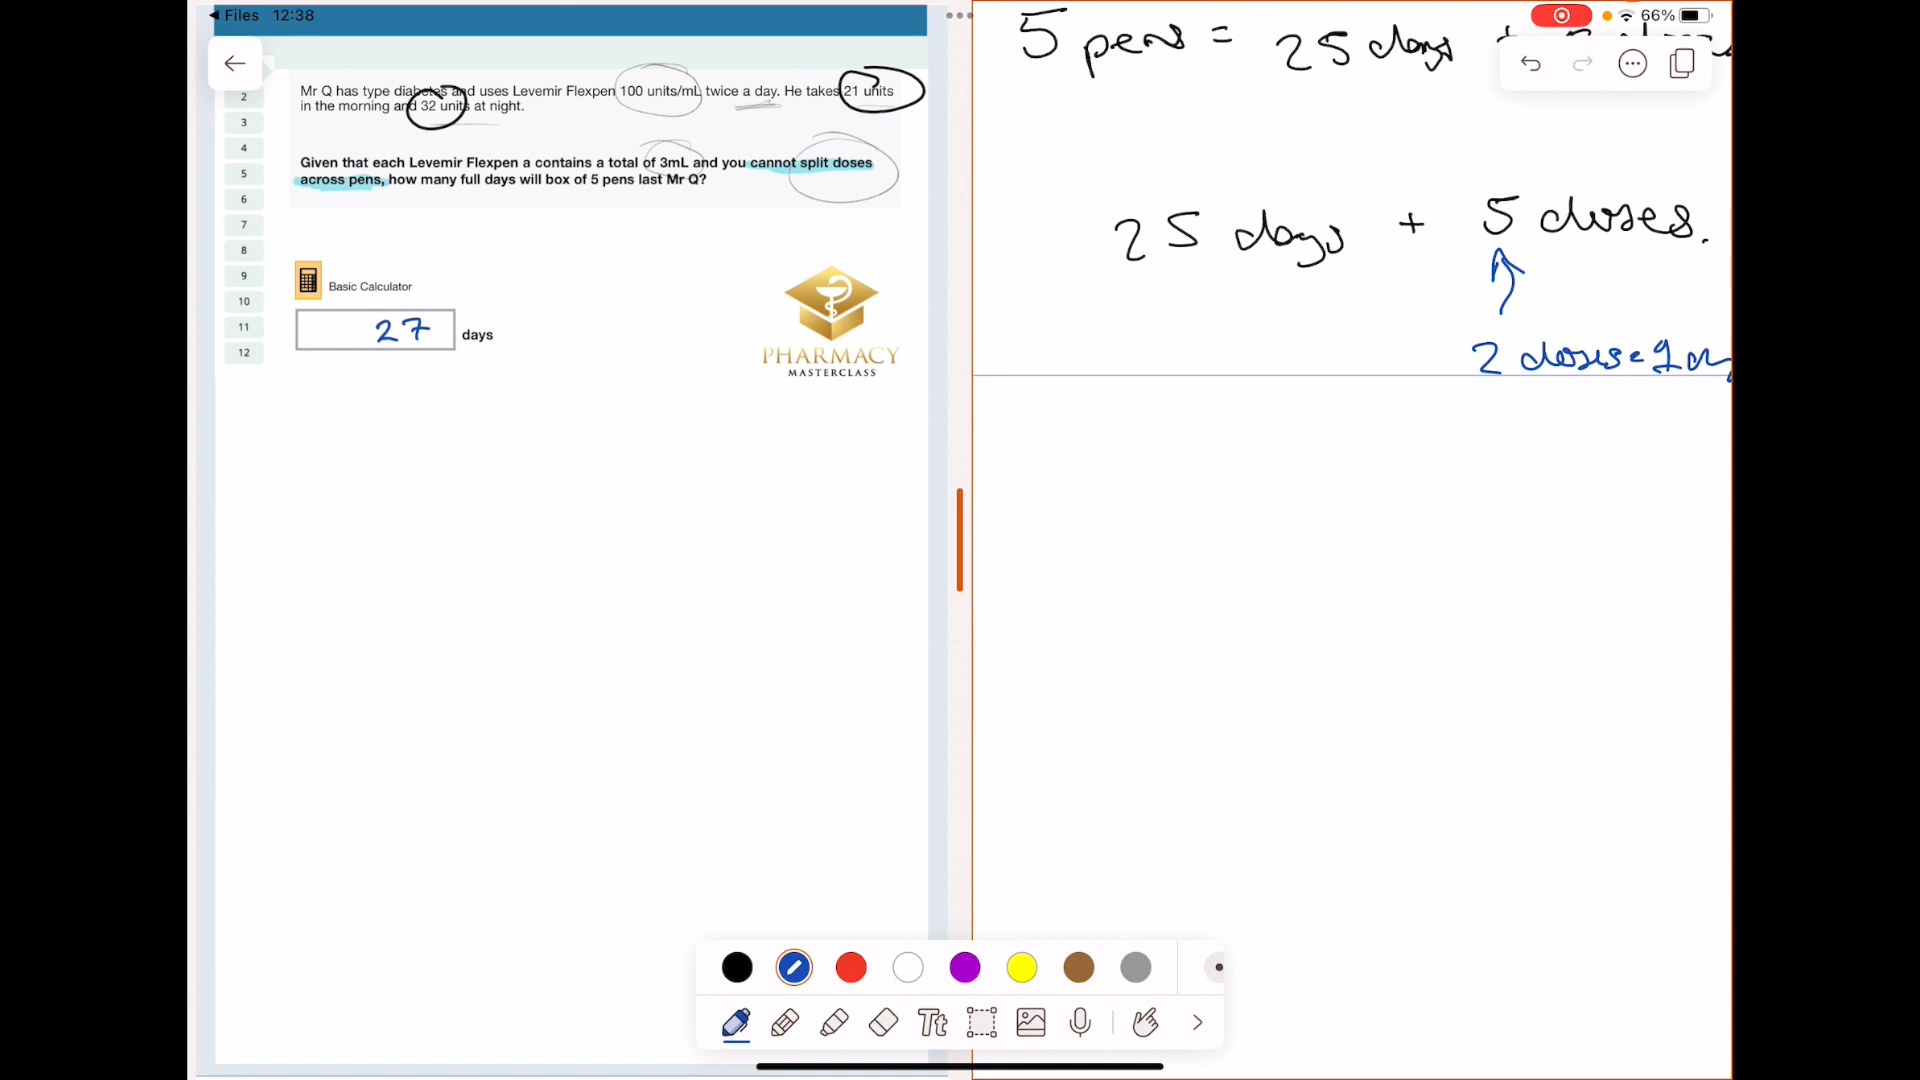 Files 12:38
66%
2
3
4
5
6
7
8
9
10
11
12
Mr Q has type diabetes and uses Levemir Flexpen 100 units/mL twice a day. He takes 21 units
in the morning and 32 units at night.
Given that each Levemir Flexpen a contains a total of 3mL and you cannot split doses
across pens, how many full days will box of 5 pens last Mr Q?
Basic Calculator
27 days
PHARMACY
MASTERCLASS
5 pens = 25 days +
25 days + 5 doses.
2 doses = 1
Tt